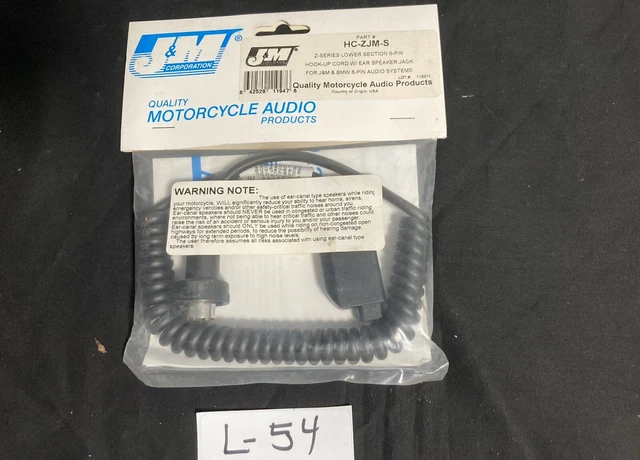 J&M
CORPORATION
®
QUALITY
MOTORCYCLE AUDIO
PRODUCTS
J&M
CORPORATION
PART #
HC-ZJM-S
Z-SERIES LOWER SECTION 5-PIN
HOOK-UP CORD W/ EAR SPEAKER JACK
FOR J&M & BMW 5-PIN AUDIO SYSTEMS
LOT #
Quality Motorcycle Audio Products
Country of Origin: USA
WARNING NOTE:
The use of ear-canal type speakers while riding
your motorcycle, WILL significantly reduce your ability to hear horns, sirens,
emergency vehicles and/or other safety-critical traffic noises around you.
Ear-canal speakers should NEVER be used in congested or urban traffic riding
environments, where not being able to hear critical traffic and other noises could
raise the risk of an accident or serious injury to you and/or your passenger.
Ear-canal speakers should ONLY be used while riding on non-congested open
highways for extended periods, to reduce the possibility of hearing damage,
caused by long term exposure to high noise levels.
The user therefore assumes all risks associated with using ear-canal type
speakers.
L-54